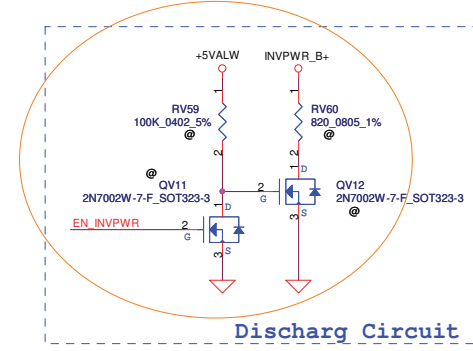 +5VALW
INVPWR_B+
1
1
RV59
100K_0402_5%
@
RV60
820_0805_1%
@
2
2
@
QV11
2N7002W-7-F_SOT323-3
1
D
2
G
QV12
2N7002W-7-F_SOT323-3
@
3
S
EN_INVPWR
2
G
1
D
3
S
Discharg Circuit